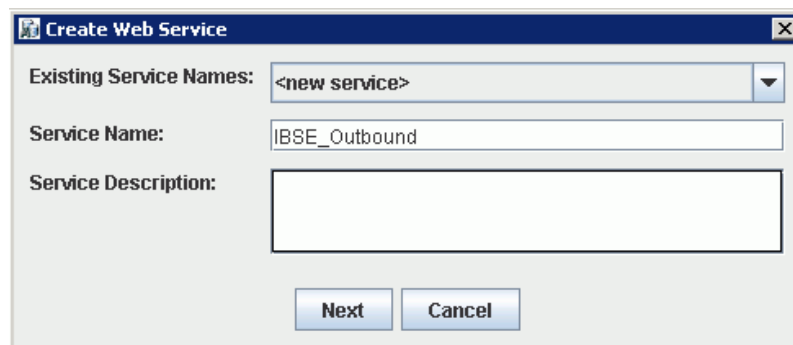 Create Web Service
Existing Service Names: <new service>
Service Name: IBSE_Outbound
Service Description:
Next Cancel